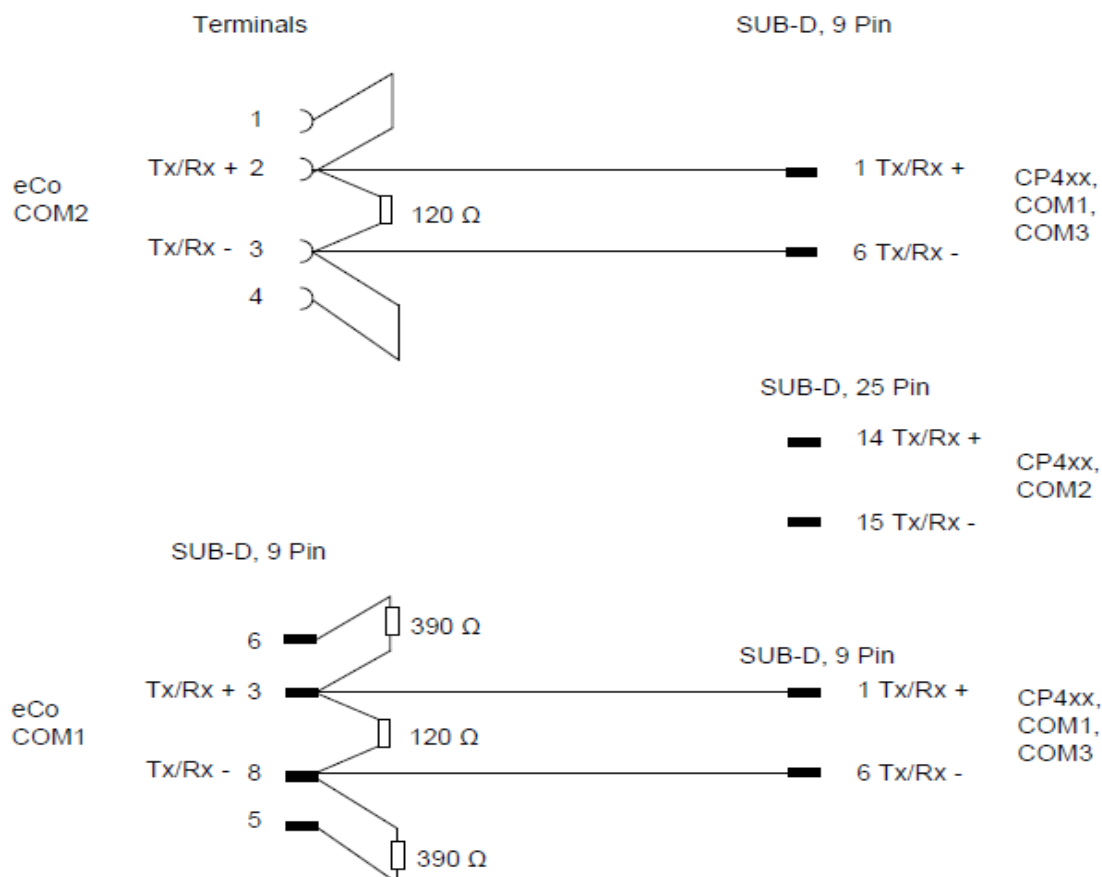 Terminals
SUB-D, 9 Pin
1
Tx/Rx + 2
1 Tx/Rx +
eCo
COM2
CP4xx,
COM1,
COM3
120 Ω
Tx/Rx - 3
6 Tx/Rx -
4
SUB-D, 25 Pin
14 Tx/Rx +
CP4xx,
COM2
15 Tx/Rx -
SUB-D, 9 Pin
6
390 Ω
SUB-D, 9 Pin
Tx/Rx + 3
1 Tx/Rx +
eCo
COM1
CP4xx,
COM1,
COM3
120 Ω
Tx/Rx - 8
6 Tx/Rx -
5
390 Ω